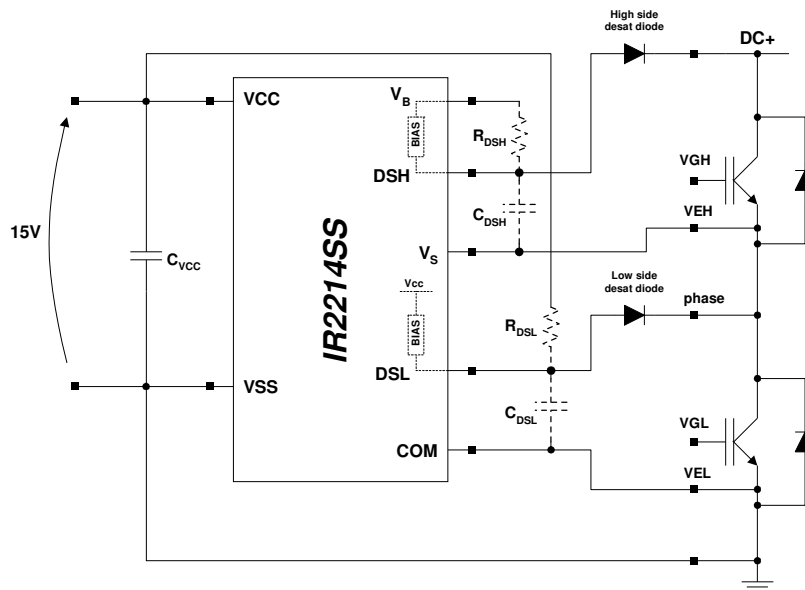 High side
desat diode
DC+
VCC
VB
BIAS
RDSH
DSH
VGH
CDSH
VEH
15V
CVCC
IR2214SS
VS
Low side
desat diode
phase
Vcc
BIAS
RDSL
DSL
VSS
CDSL
VGL
COM
VEL